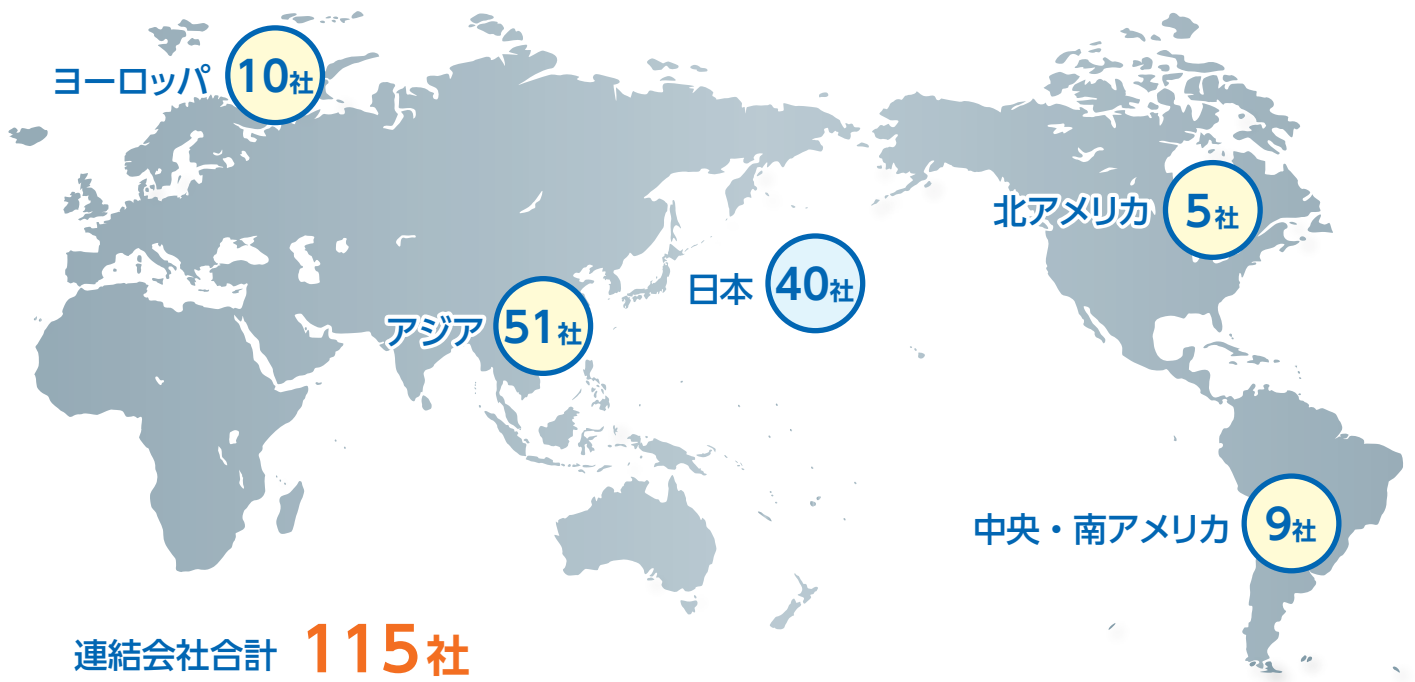 ヨーロッパ 10社
北アメリカ 5社
日本 40社
アジア 51社
中央・南アメリカ 9社
連結会社合計 115社